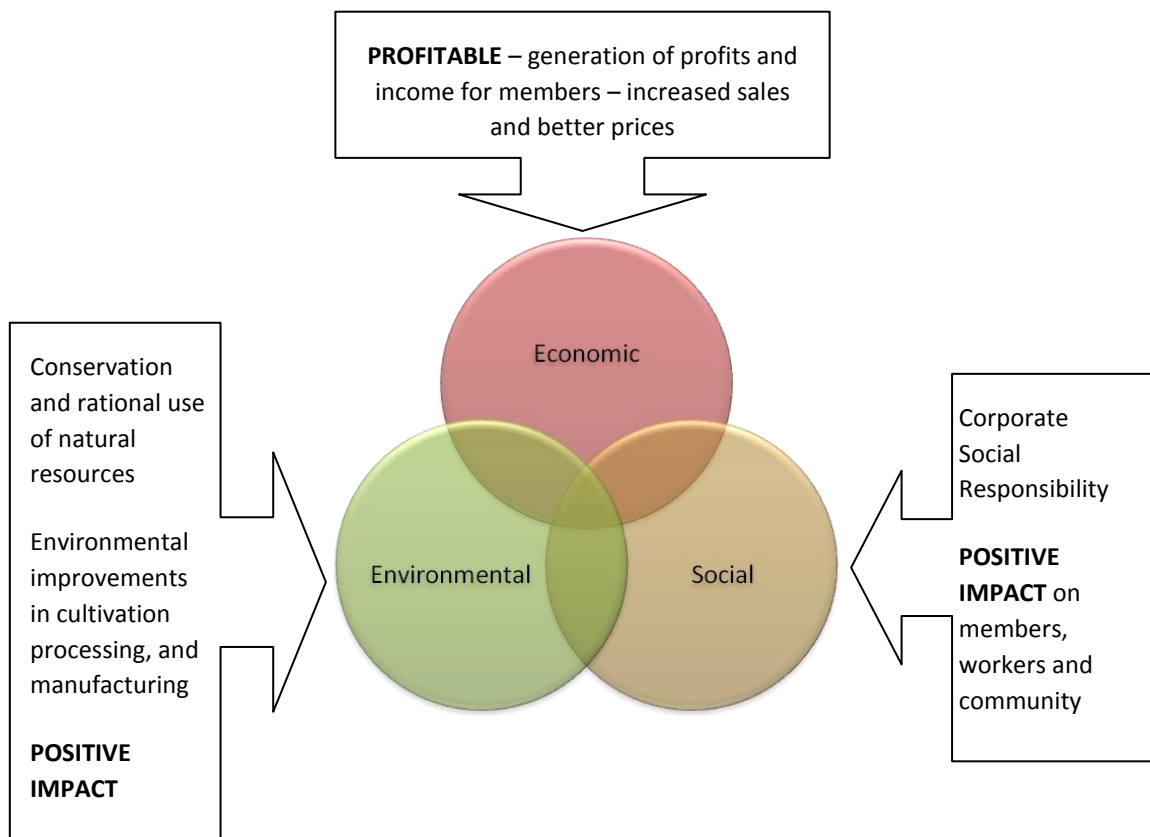 PROFITABLE – generation of profits and
income for members – increased sales
and better prices
Economic
Environmental
Social
Conservation
and rational use
of natural
resources
Environmental
improvements
in cultivation
processing, and
manufacturing
POSITIVE
IMPACT
Corporate
Social
Responsibility
POSITIVE
IMPACT on
members,
workers and
community